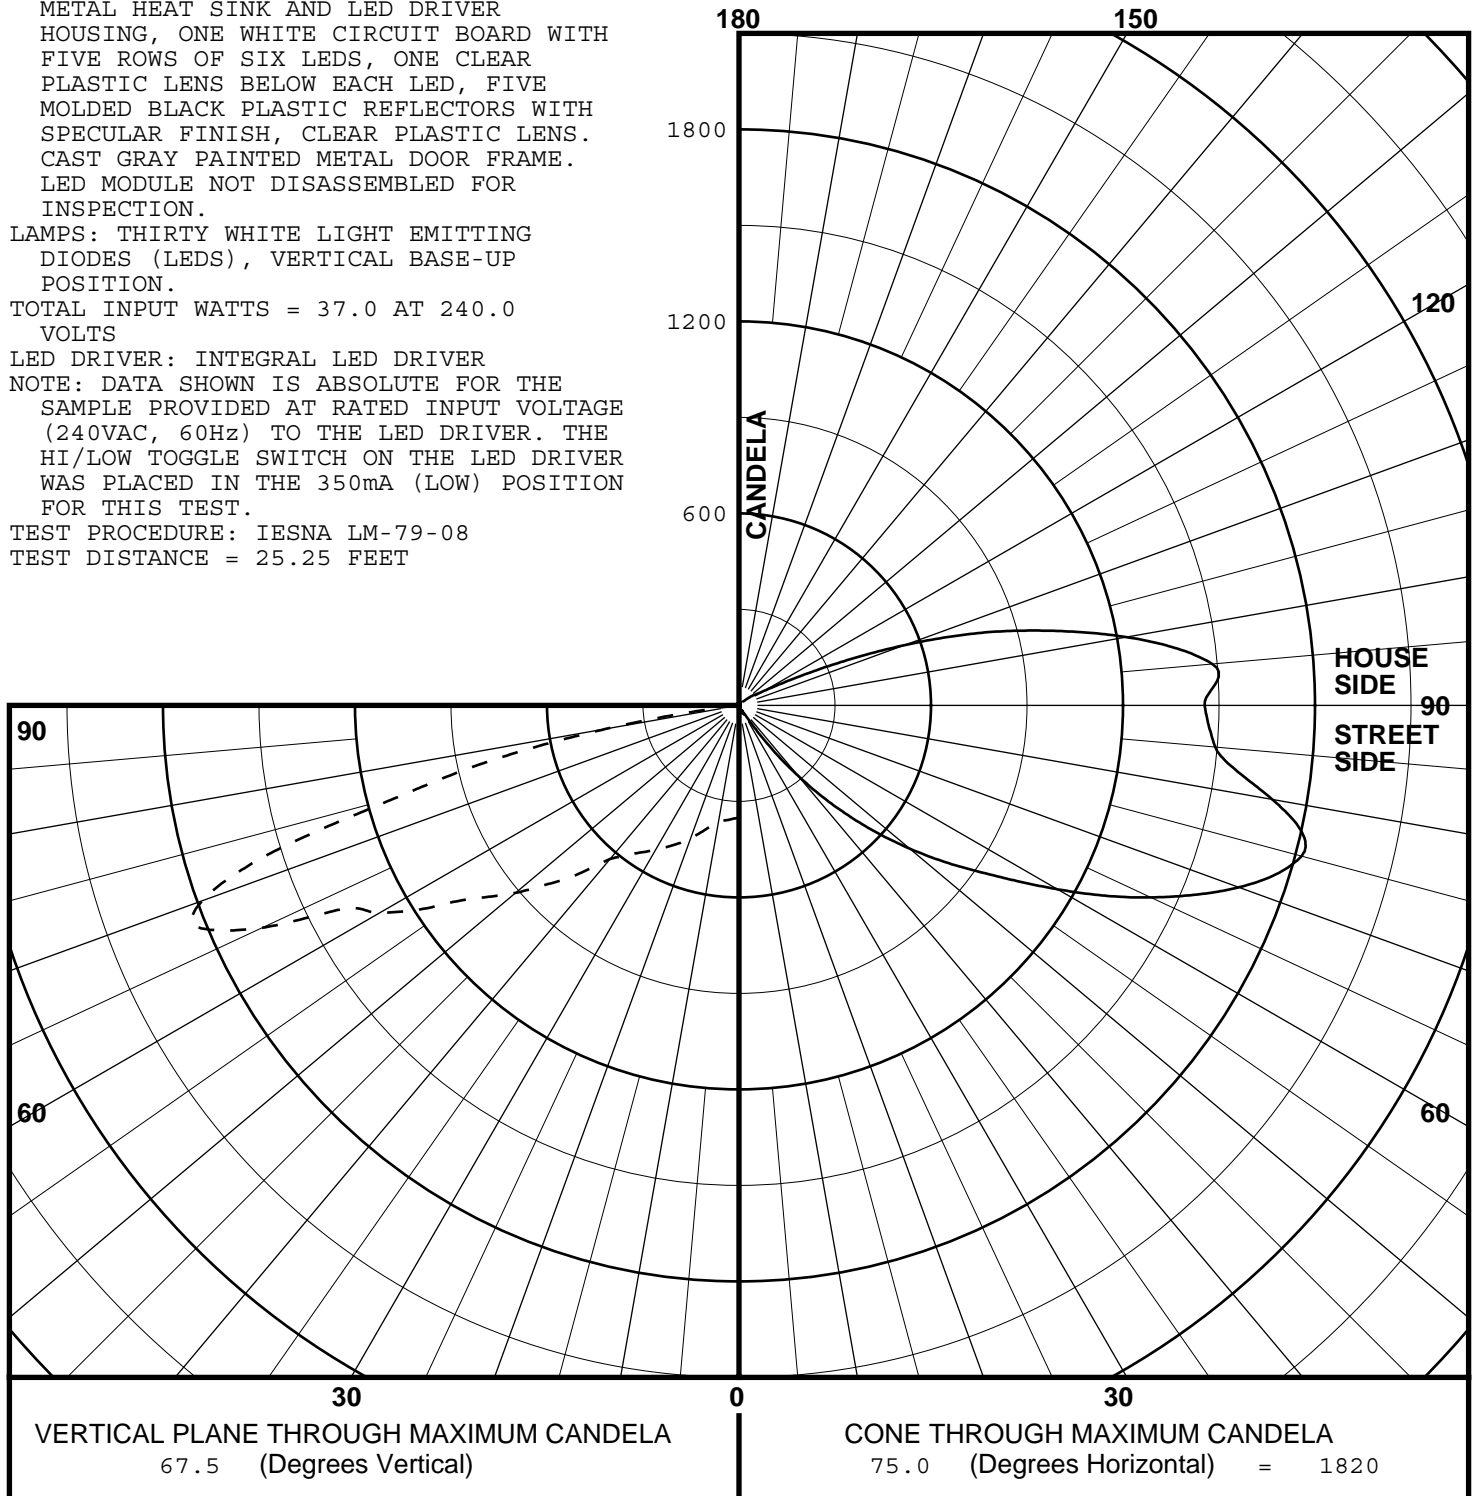 METAL HEAT SINK AND LED DRIVER
HOUSING, ONE WHITE CIRCUIT BOARD WITH
FIVE ROWS OF SIX LEDS, ONE CLEAR
PLASTIC LENS BELOW EACH LED, FIVE
MOLDED BLACK PLASTIC REFLECTORS WITH
SPECULAR FINISH, CLEAR PLASTIC LENS.
CAST GRAY PAINTED METAL DOOR FRAME.
LED MODULE NOT DISASSEMBLED FOR
INSPECTION.
LAMPS: THIRTY WHITE LIGHT EMITTING
DIODES (LEDS), VERTICAL BASE-UP
POSITION.
TOTAL INPUT WATTS = 37.0 AT 240.0
VOLTS
LED DRIVER: INTEGRAL LED DRIVER
NOTE: DATA SHOWN IS ABSOLUTE FOR THE
SAMPLE PROVIDED AT RATED INPUT VOLTAGE
(240VAC, 60Hz) TO THE LED DRIVER. THE
HI/LOW TOGGLE SWITCH ON THE LED DRIVER
WAS PLACED IN THE 350mA (LOW) POSITION
FOR THIS TEST.
TEST PROCEDURE: IESNA LM-79-08
TEST DISTANCE = 25.25 FEET
180
150
1800
120
1200
CANDELA
600
HOUSE
SIDE
90
90
STREET
SIDE
60
60
30
0
30
VERTICAL PLANE THROUGH MAXIMUM CANDELA
67.5 (Degrees Vertical)
CONE THROUGH MAXIMUM CANDELA
75.0 (Degrees Horizontal) = 1820